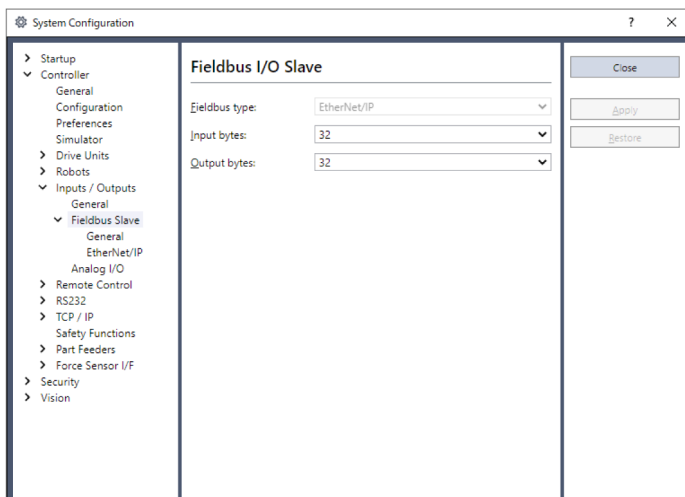 System Configuration
?
Startup
Controller
General
Configuration
Preferences
Simulator
Drive Units
Robots
Inputs / Outputs
General
Fieldbus Slave
General
EtherNet/IP
Analog I/O
Remote Control
RS232
TCP / IP
Safety Functions
Part Feeders
Force Sensor I/F
Security
Vision
Fieldbus I/O Slave
Fieldbus type: EtherNet/IP
Input bytes: 32
Output bytes: 32
Close
Apply
Restore